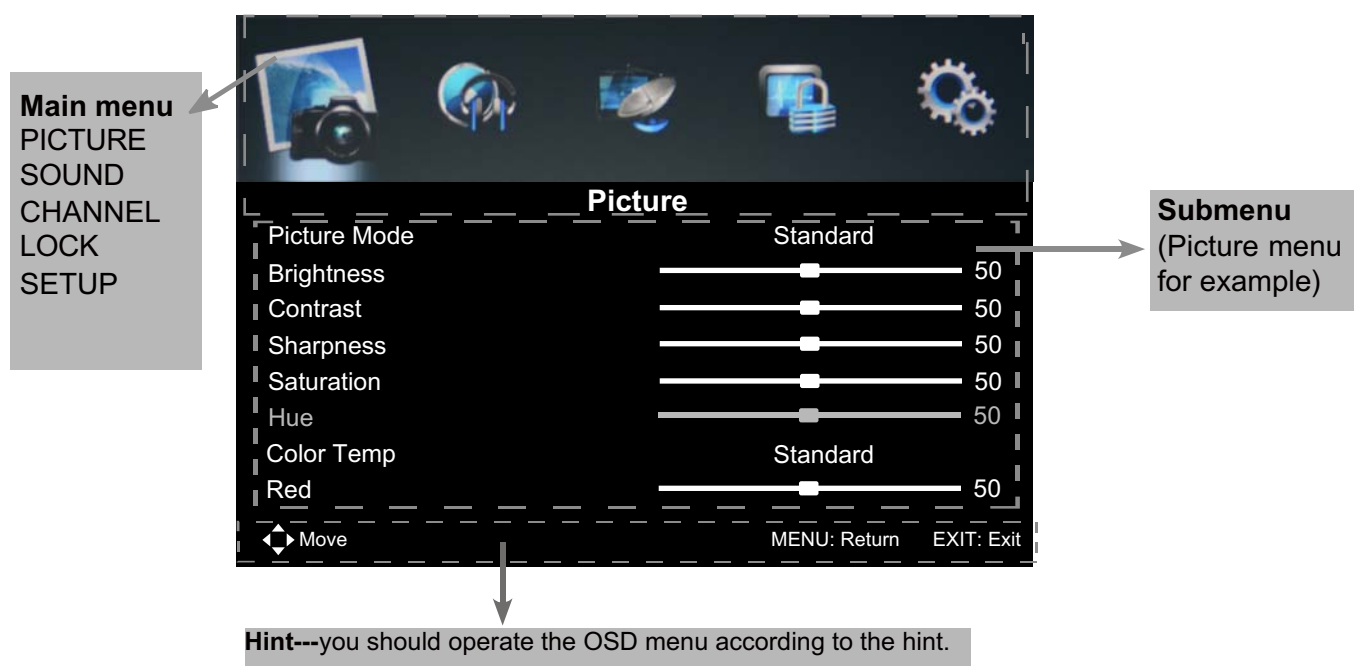 Main menu
PICTURE
SOUND
CHANNEL
LOCK
SETUP
Picture
Picture Mode Standard
Brightness 50
Contrast 50
Sharpness 50
Saturation 50
Hue 50
Color Temp Standard
Red 50
Move MENU: Return EXIT: Exit
Submenu
(Picture menu
for example)
Hint---you should operate the OSD menu according to the hint.